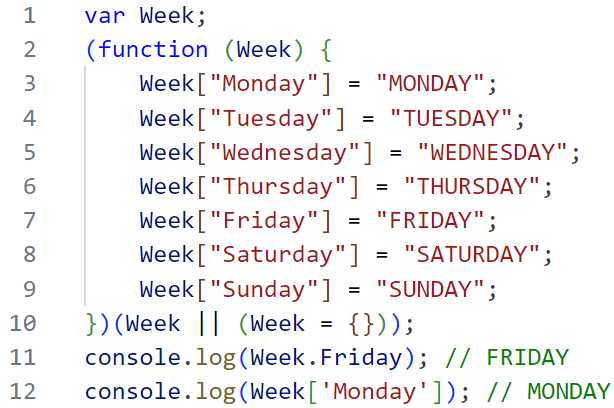 1 var Week;
2 (function (Week) {
3     Week["Monday"] = "MONDAY";
4     Week["Tuesday"] = "TUESDAY";
5     Week["Wednesday"] = "WEDNESDAY";
6     Week["Thursday"] = "THURSDAY";
7     Week["Friday"] = "FRIDAY";
8     Week["Saturday"] = "SATURDAY";
9     Week["Sunday"] = "SUNDAY";
10 })(Week || (Week = {}));
11 console.log(Week.Friday); // FRIDAY
12 console.log(Week['Monday']); // MONDAY